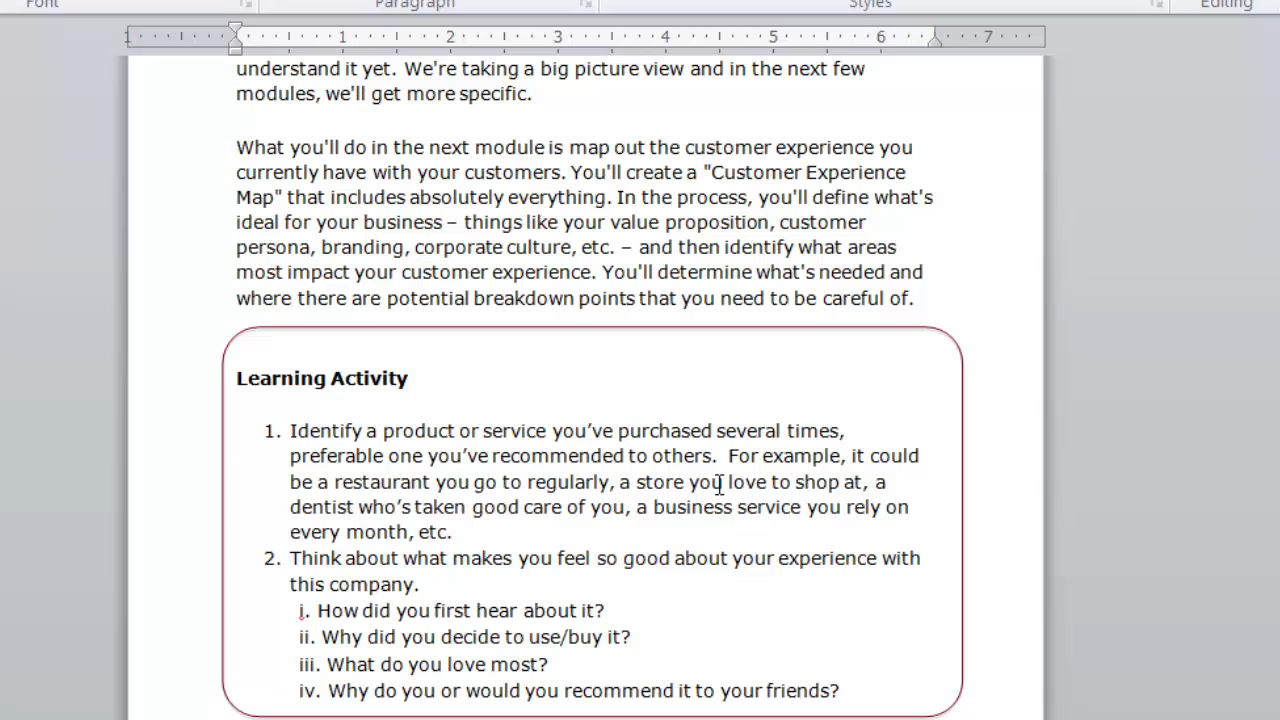 Font Paragraph Styles Editing
1 1 2 3 4 5 6 7
understand it yet. We're taking a big picture view and in the next few
modules, we'll get more specific.
What you'll do in the next module is map out the customer experience you
currently have with your customers. You'll create a "Customer Experience
Map" that includes absolutely everything. In the process, you'll define what's
ideal for your business – things like your value proposition, customer
persona, branding, corporate culture, etc. – and then identify what areas
most impact your customer experience. You'll determine what's needed and
where there are potential breakdown points that you need to be careful of.
Learning Activity
1. Identify a product or service you’ve purchased several times,
preferable one you’ve recommended to others.  For example, it could
be a restaurant you go to regularly, a store you love to shop at, a
dentist who’s taken good care of you, a business service you rely on
every month, etc.
2. Think about what makes you feel so good about your experience with
this company.
i. How did you first hear about it?
ii. Why did you decide to use/buy it?
iii. What do you love most?
iv. Why do you or would you recommend it to your friends?